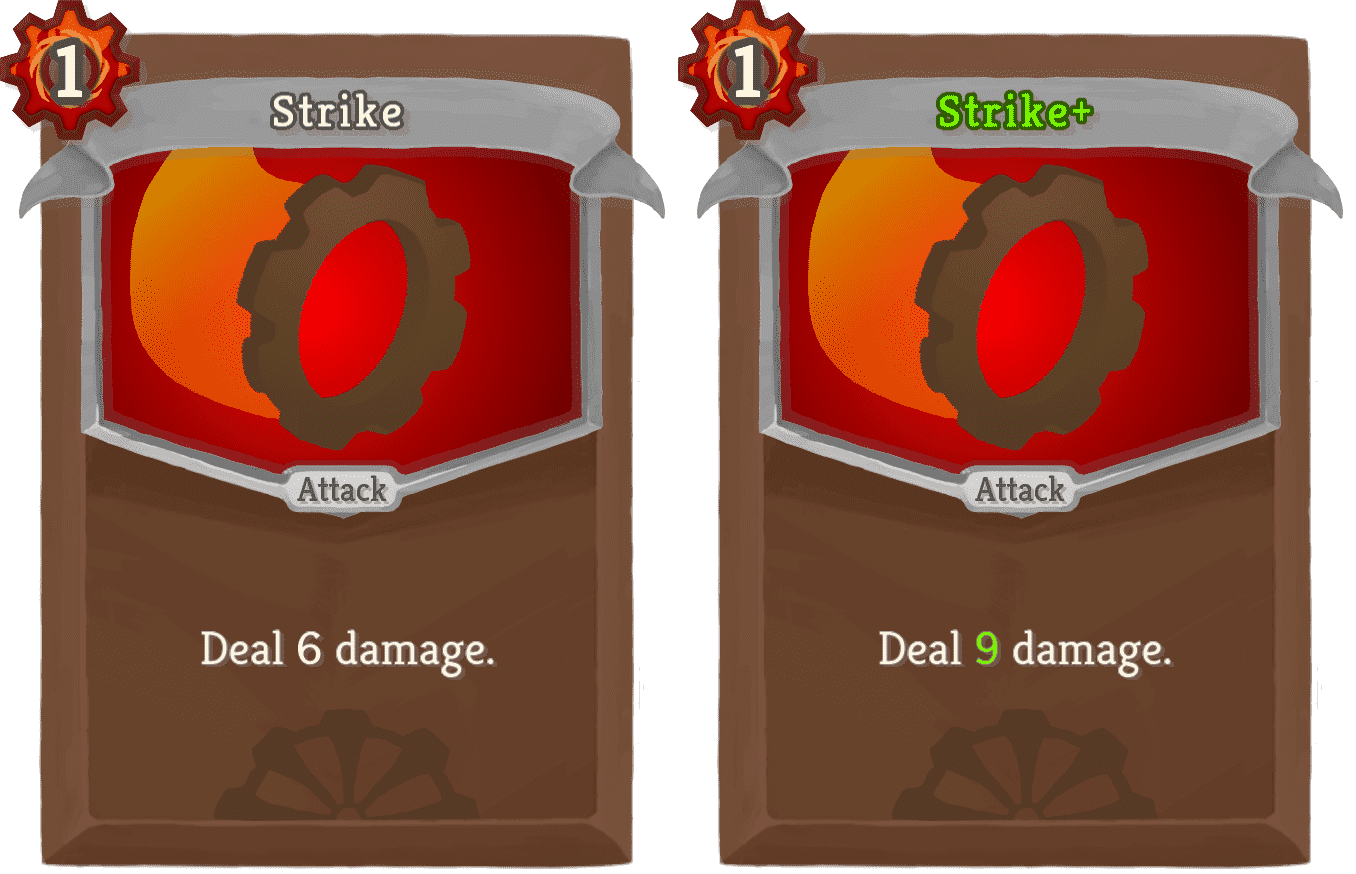 1
Strike
Attack
Deal 6 damage.
1
Strike+
Attack
Deal 9 damage.